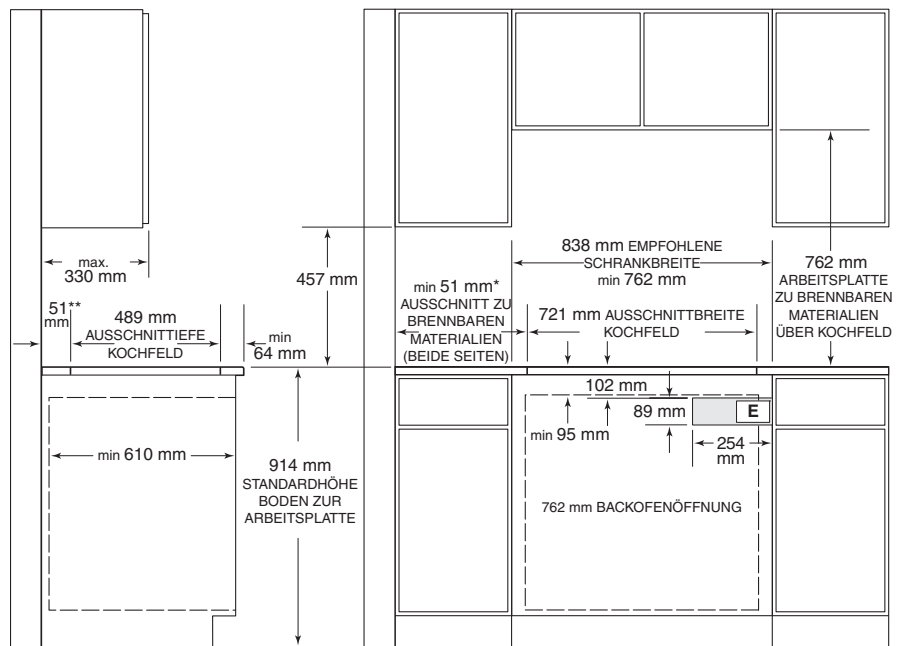 max.
330 mm
51**
mm
489 mm
AUSSCHNITTIEFE
KOCHFELD
min
64 mm
457 mm
min 610 mm
914 mm
STANDARDHÖHE
BODEN ZUR
ARBEITSPLATTE
838 mm EMPFOHLENE
SCHRANKBREITE
min 762 mm
min 51 mm*
AUSSCHNITT ZU
BRENNBAREN
MATERIALIEN
(BEIDE SEITEN)
721 mm AUSSCHNITTBREITE
KOCHFELD
762 mm
ARBEITSPLATTE
ZU BRENNBAREN
MATERIALIEN
ÜBER KOCHFELD
102 mm
89 mm
E
min 95 mm
254
mm
762 mm BACKOFENÖFFNUNG